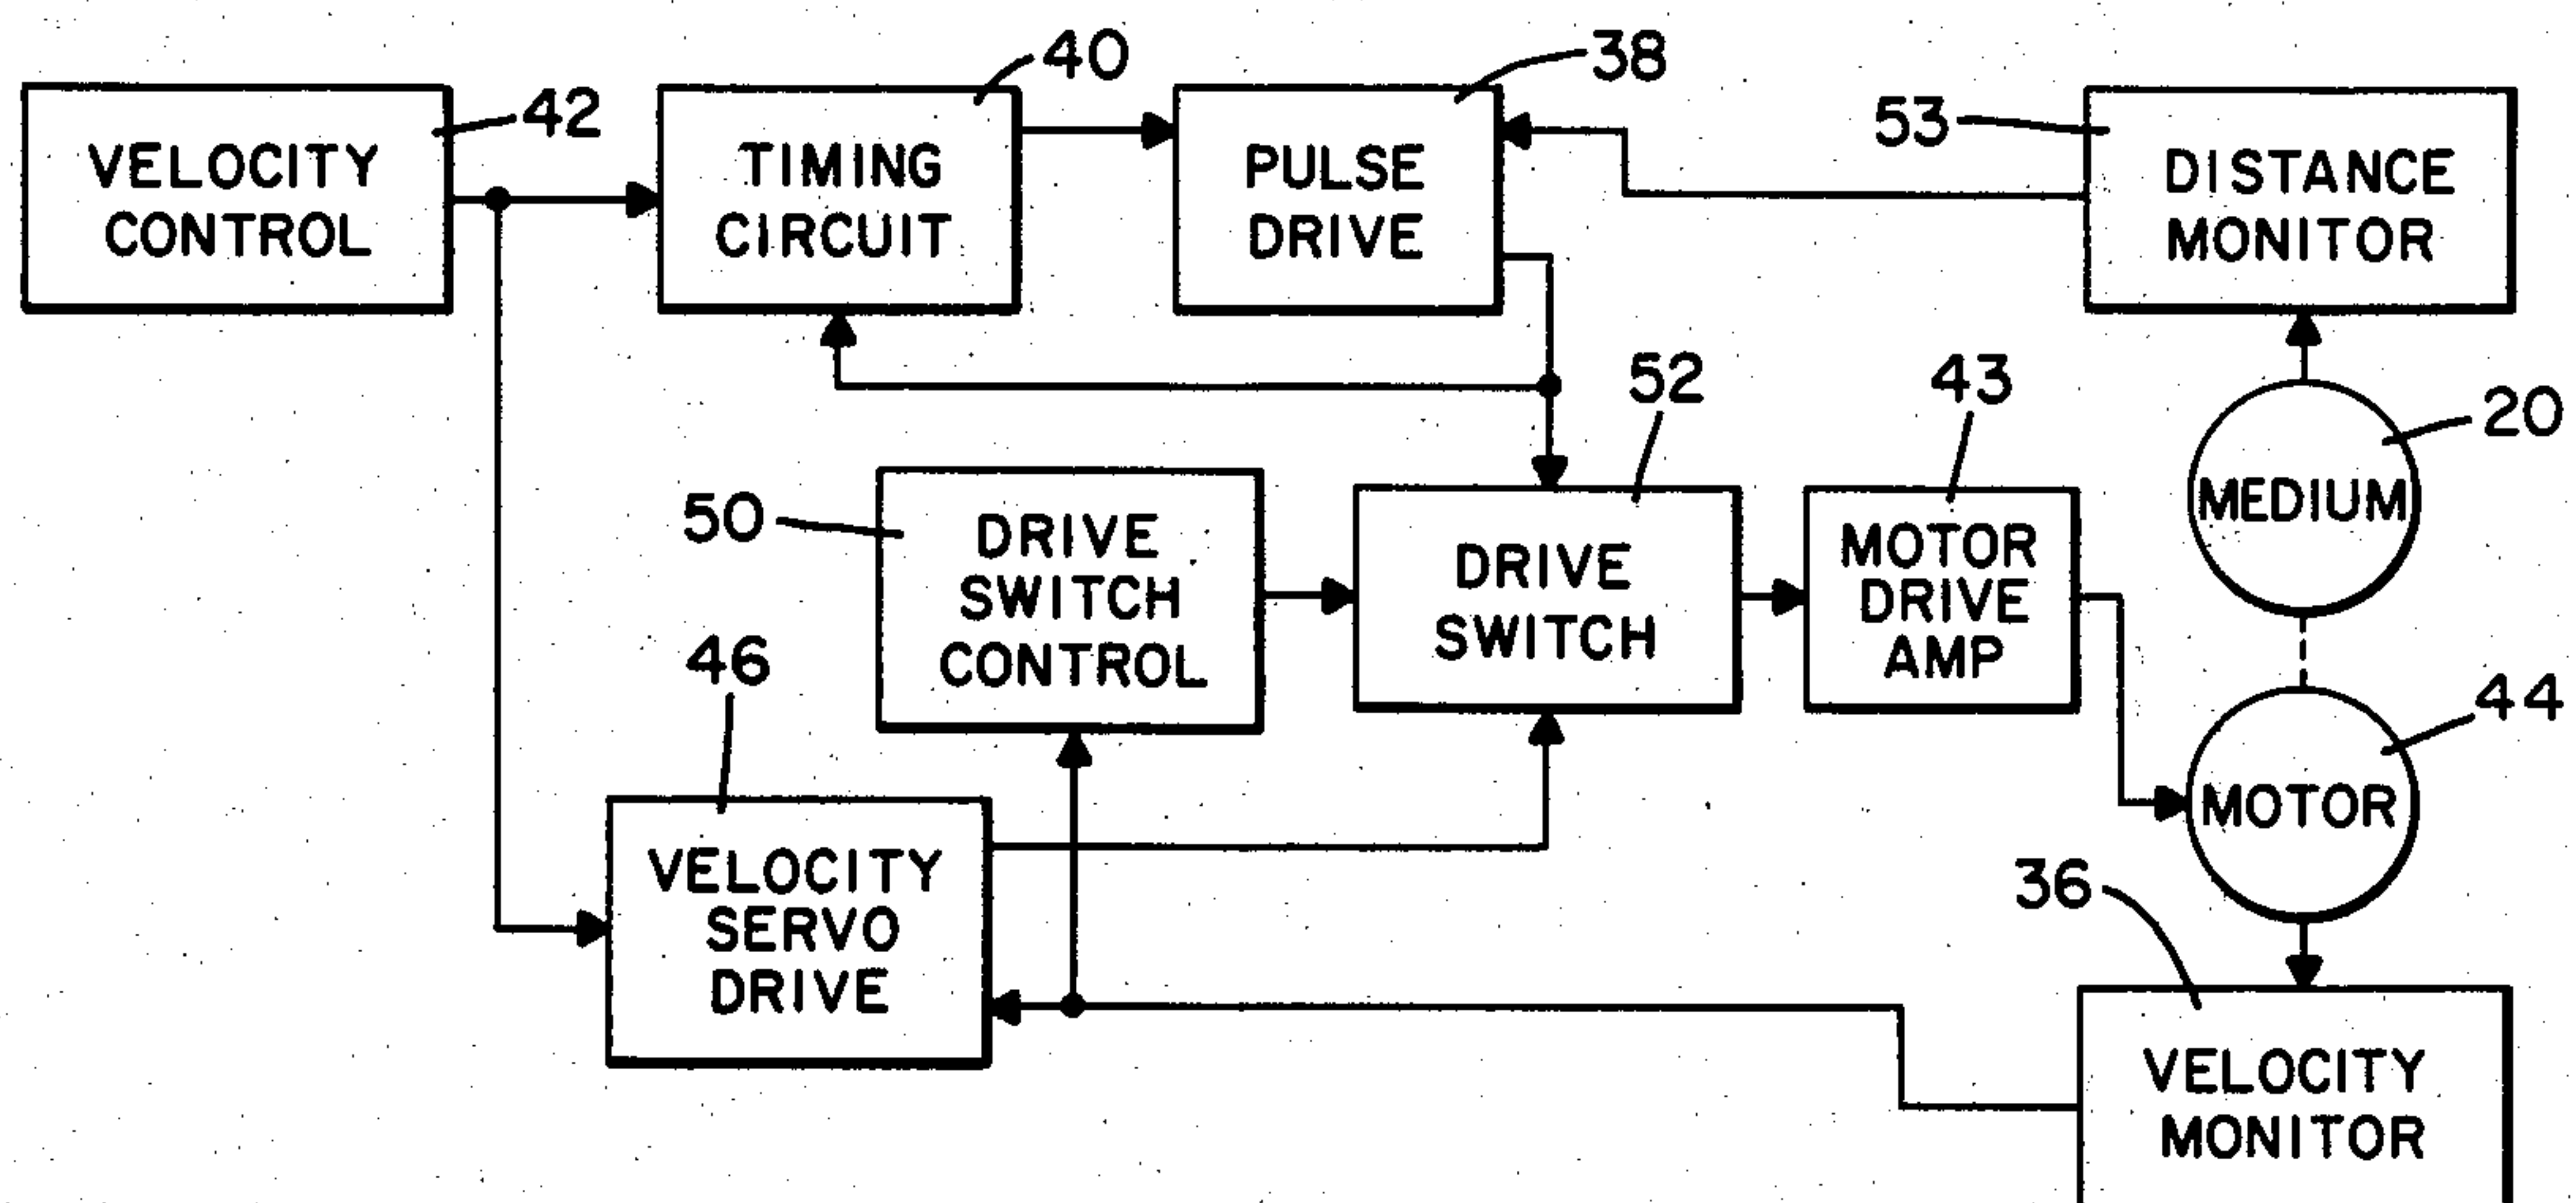 42
VELOCITY
CONTROL
40
TIMING
CIRCUIT
38
PULSE
DRIVE
53
DISTANCE
MONITOR
50
DRIVE
SWITCH
CONTROL
52
DRIVE
SWITCH
43
MOTOR
DRIVE
AMP
20
MEDIUM
44
MOTOR
46
VELOCITY
SERVO
DRIVE
36
VELOCITY
MONITOR